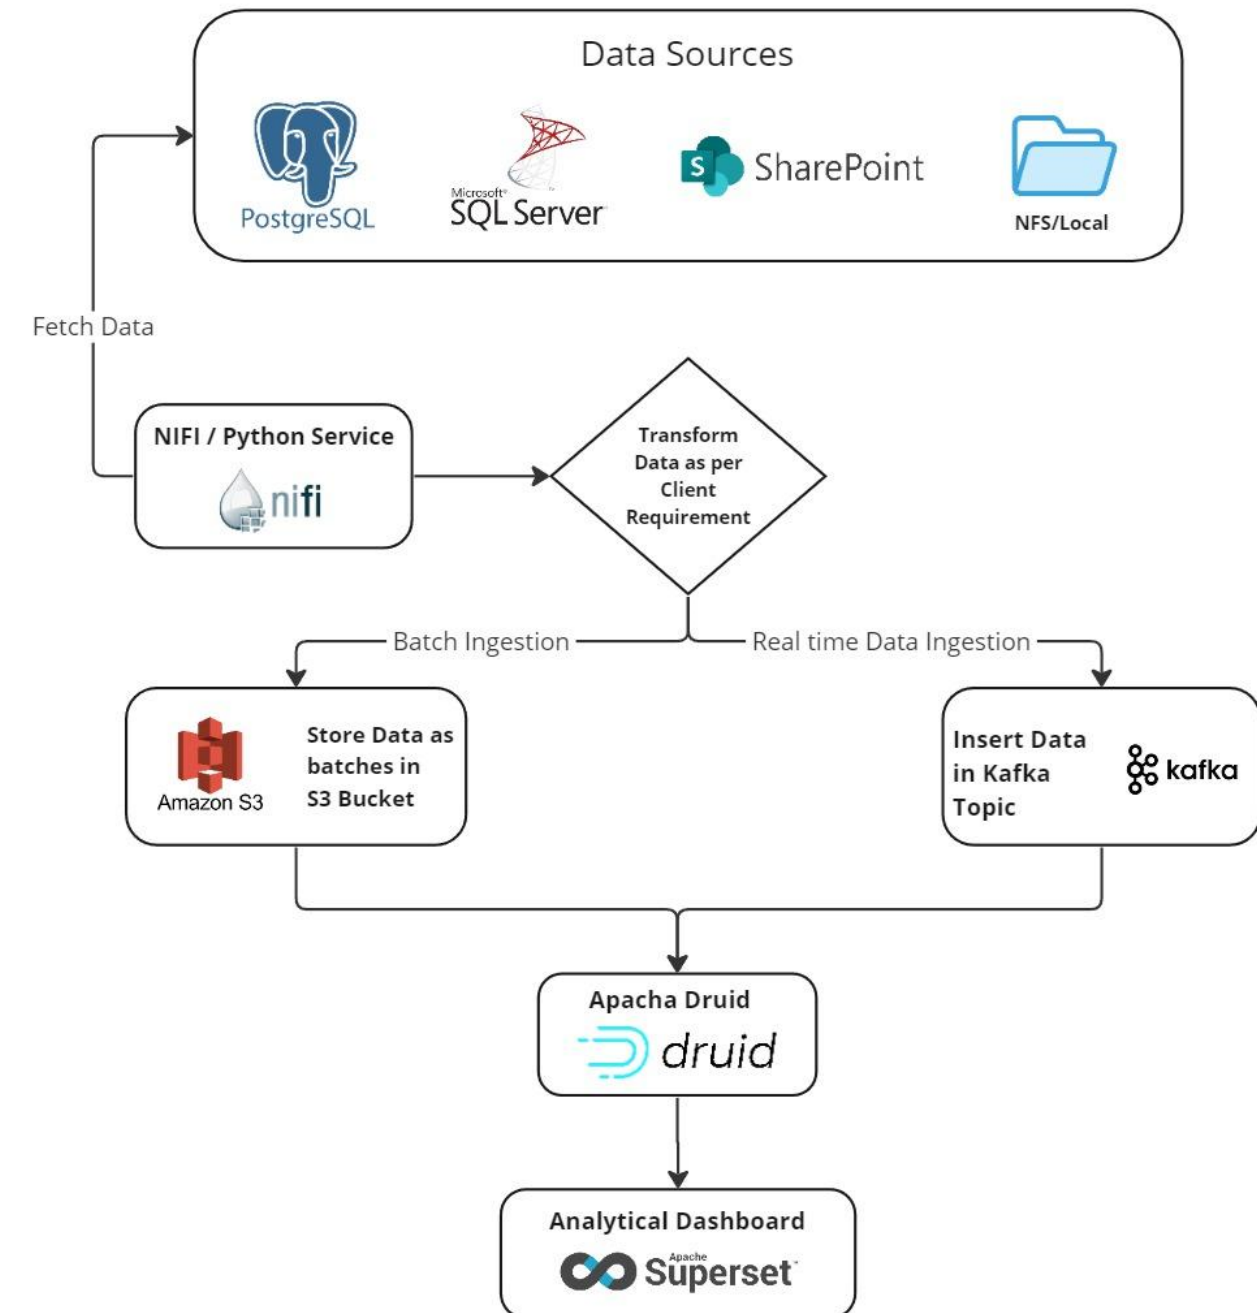 Data Sources
PostgreSQL
Microsoft®
SQL Server
S
SharePoint
NFS/Local
Fetch Data
NIFI / Python Service
nifi
Transform
Data as per
Client
Requirement
Batch Ingestion
Real time Data Ingestion
Amazon S3
Store Data as
batches in
S3 Bucket
Insert Data
in Kafka
Topic
kafka
Apacha Druid
druid
Analytical Dashboard
Apache
Superset